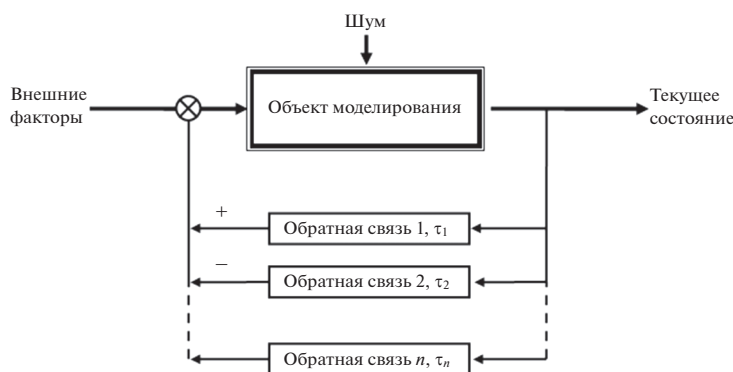 Шум
Внешние
факторы
Объект моделирования
Текущее
состояние
+
Обратная связь 1, τ₁
–
Обратная связь 2, τ₂
Обратная связь n, τₙ